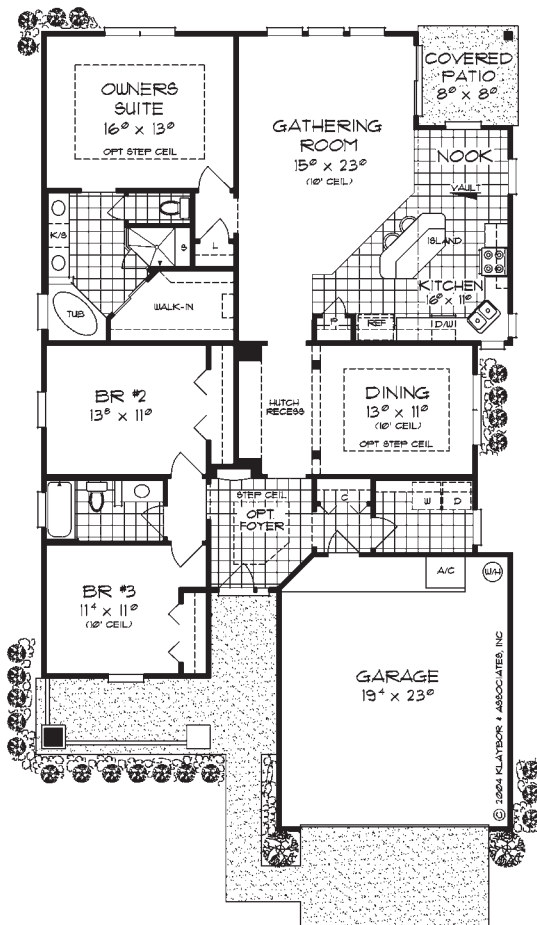 OWNERS
SUITE
16⁰ x 13⁰
OPT STEP CEIL
GATHERING
ROOM
15⁰ x 23⁰
(10' CEIL)
COVERED
PATIO
8⁰ x 8⁰
NOOK
VAULT
ISLAND
KITCHEN
16⁰ x 11⁰
K/S
S
L
TUB
WALK-IN
P
REF
D/W
BR #2
13⁸ x 11⁰
HUTCH
RECESS
DINING
13⁰ x 11⁰
(10' CEIL)
OPT STEP CEIL
STEP CEIL
OPT.
FOYER
C
W
D
BR #3
11⁴ x 11⁰
(10' CEIL)
A/C
W/H
GARAGE
19⁴ x 23⁰
© 2004 KLAYBOR & ASSOCIATES, INC